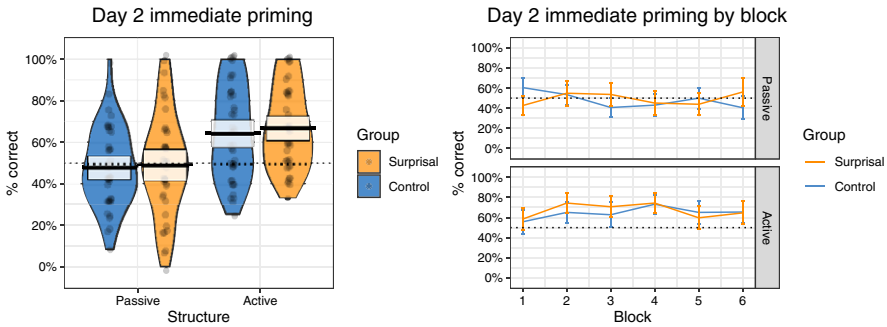 Day 2 immediate priming
100%
80%
60%
40%
20%
0%
% correct
Passive
Active
Structure
Group
Surprisal
Control
Day 2 immediate priming by block
100%
80%
60%
40%
20%
0%
Passive
100%
80%
60%
40%
20%
0%
Active
% correct
1 2 3 4 5 6
Block
Group
Surprisal
Control